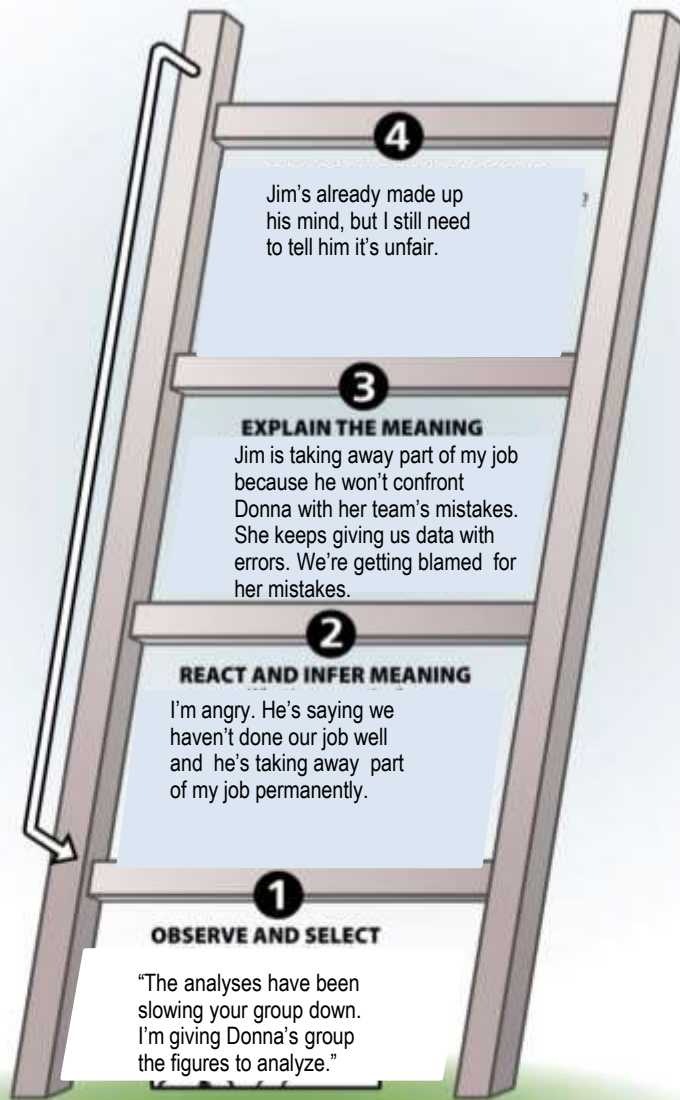 4
Jim's already made up
his mind, but I still need
to tell him it's unfair.
3
EXPLAIN THE MEANING
Jim is taking away part of my job
because he won't confront
Donna with her team's mistakes.
She keeps giving us data with
errors. We're getting blamed for
her mistakes.
2
REACT AND INFER MEANING
I'm angry. He's saying we
haven't done our job well
and he's taking away part
of my job permanently.
1
OBSERVE AND SELECT
“The analyses have been
slowing your group down.
I'm giving Donna's group
the figures to analyze.”